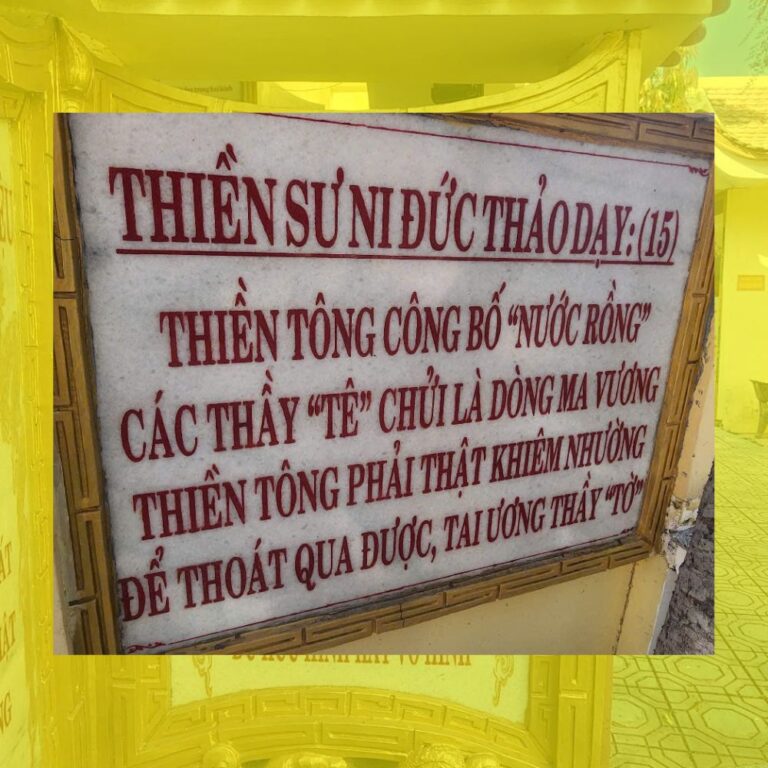 THIỀN SƯ NI ĐỨC THẢO DẠY: (15)
THIỀN TÔNG CÔNG BỐ “NƯỚC RỒNG”
CÁC THẦY “TÊ” CHỬI LÀ DÒNG MA VƯƠNG
THIỀN TÔNG PHẢI THẬT KHIÊM NHƯỜNG
ĐỂ THOÁT QUA ĐƯỢC, TAI ƯƠNG THẦY “TỜ”